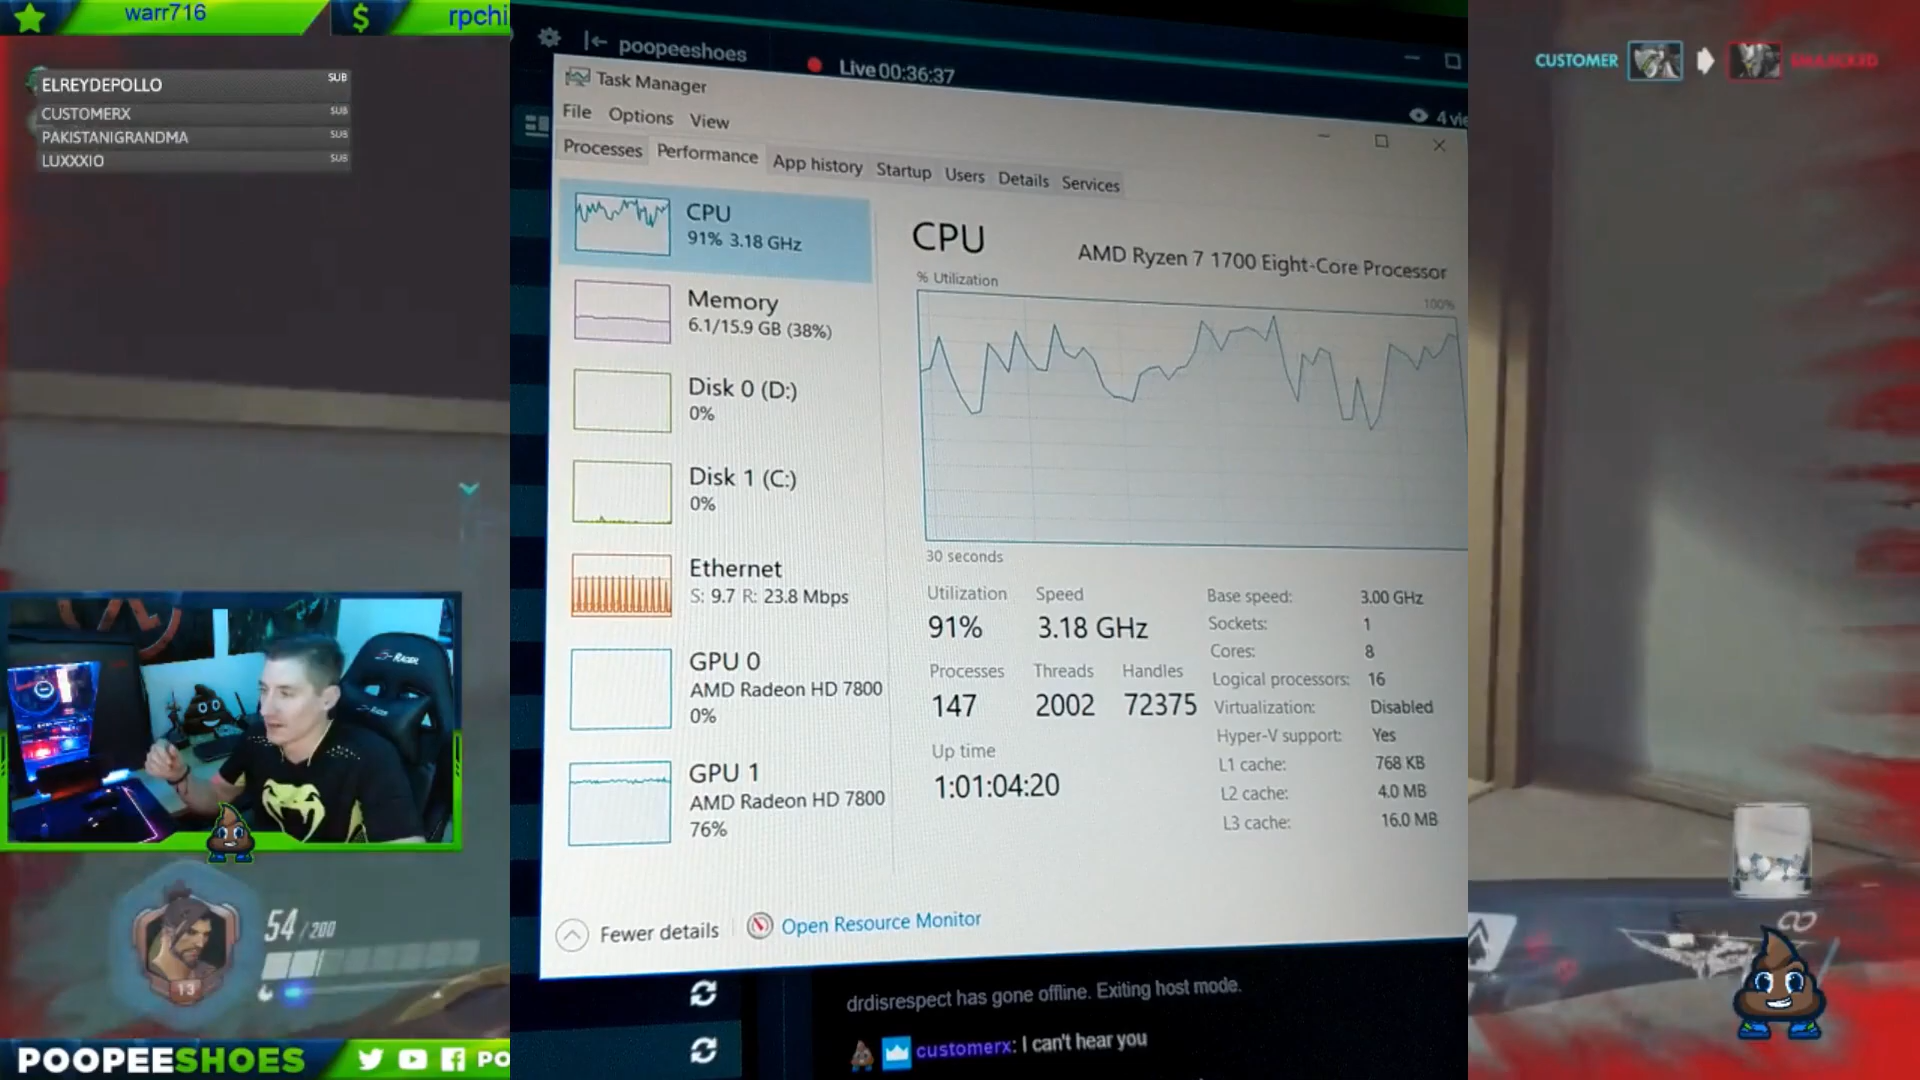 warr716
rpchi
ELREYDEPOLLO SUB
CUSTOMERX SUB
PAKISTANIGRANDMA SUB
LUXXXIO SUB
poopeeshoes
Live 00:36:37
4 vie
Task Manager
File Options View
Processes Performance App history Startup Users Details Services
CPU
91% 3.18 GHz
Memory
6.1/15.9 GB (38%)
Disk 0 (D:)
0%
Disk 1 (C:)
0%
Ethernet
S: 9.7 R: 23.8 Mbps
GPU 0
AMD Radeon HD 7800
0%
GPU 1
AMD Radeon HD 7800
76%
CPU
AMD Ryzen 7 1700 Eight-Core Processor
% Utilization
100%
30 seconds
Utilization Speed
91% 3.18 GHz
Processes Threads Handles
147 2002 72375
Up time
1:01:04:20
Base speed: 3.00 GHz
Sockets: 1
Cores: 8
Logical processors: 16
Virtualization: Disabled
Hyper-V support: Yes
L1 cache: 768 KB
L2 cache: 4.0 MB
L3 cache: 16.0 MB
Fewer details
Open Resource Monitor
drdisrespect has gone offline. Exiting host mode.
customerx: I can't hear you
CUSTOMER
54/200
13
POOPEESHOES
PO